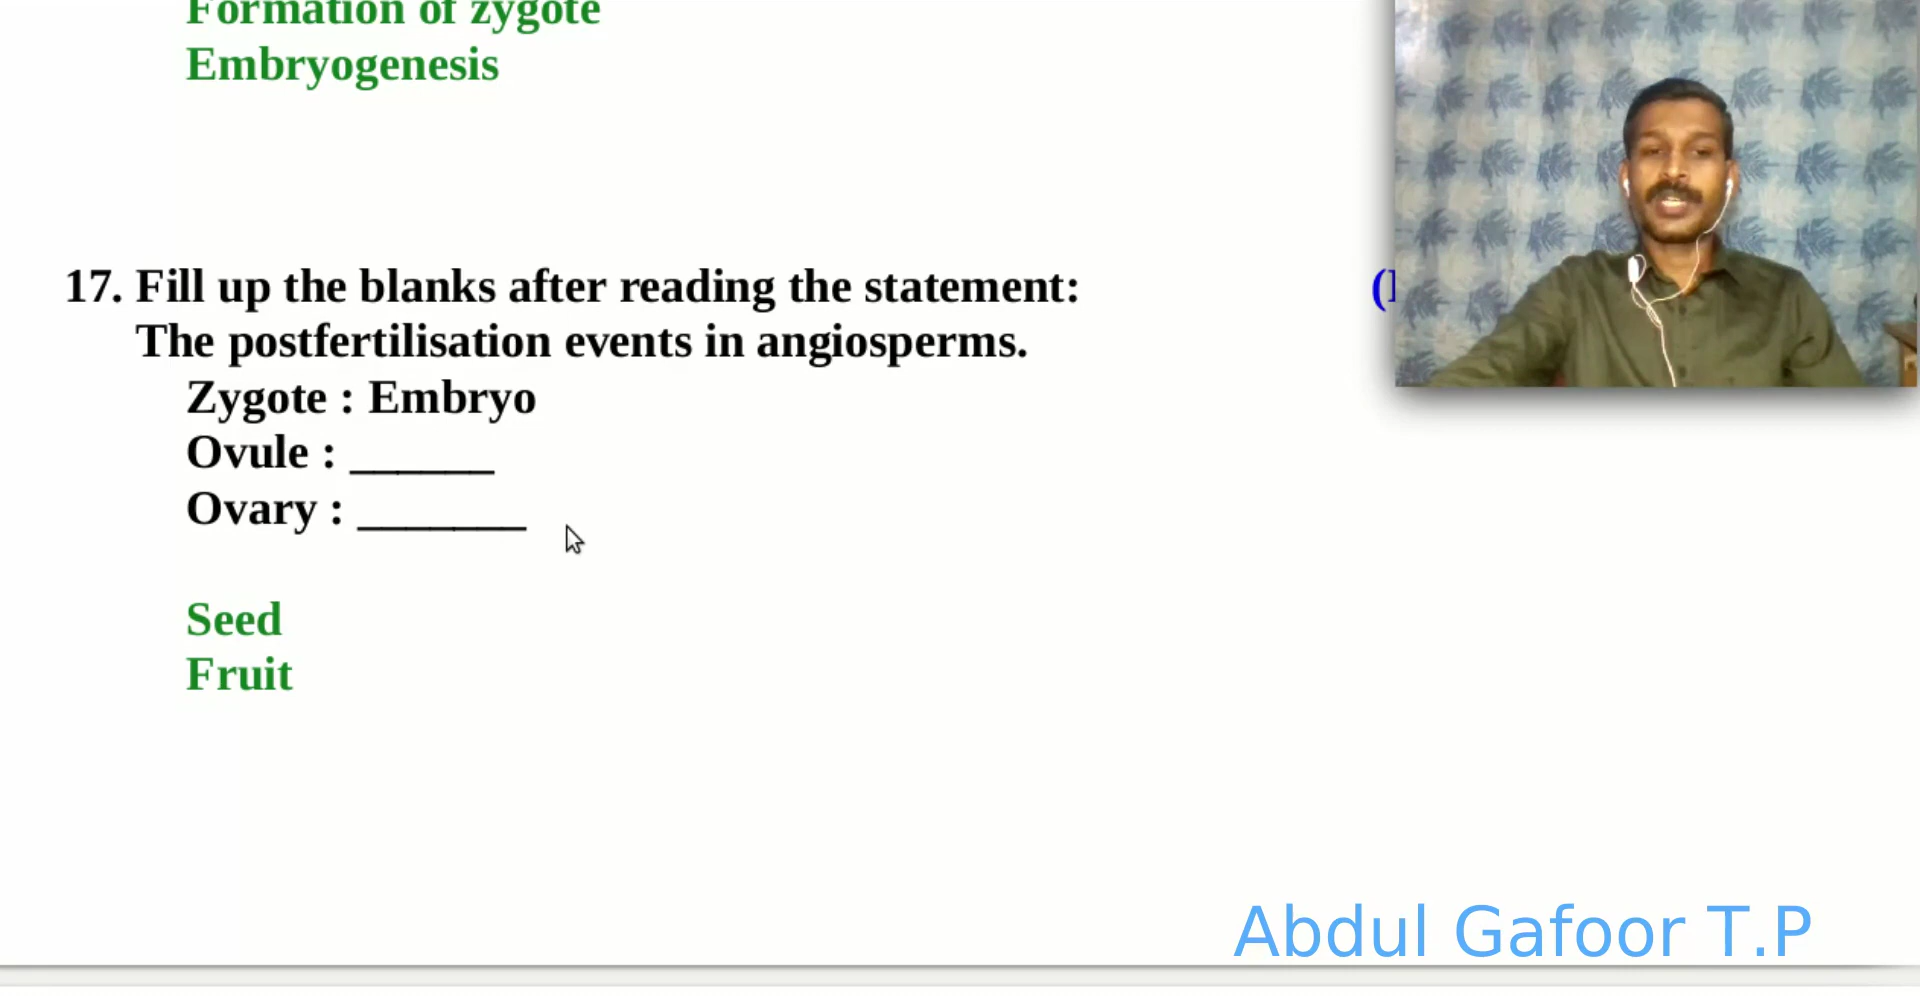 Formation of zygote
Embryogenesis
17. Fill up the blanks after reading the statement:
The postfertilisation events in angiosperms.
Zygote : Embryo
Ovule : ______
Ovary : _______
Seed
Fruit
Abdul Gafoor T.P